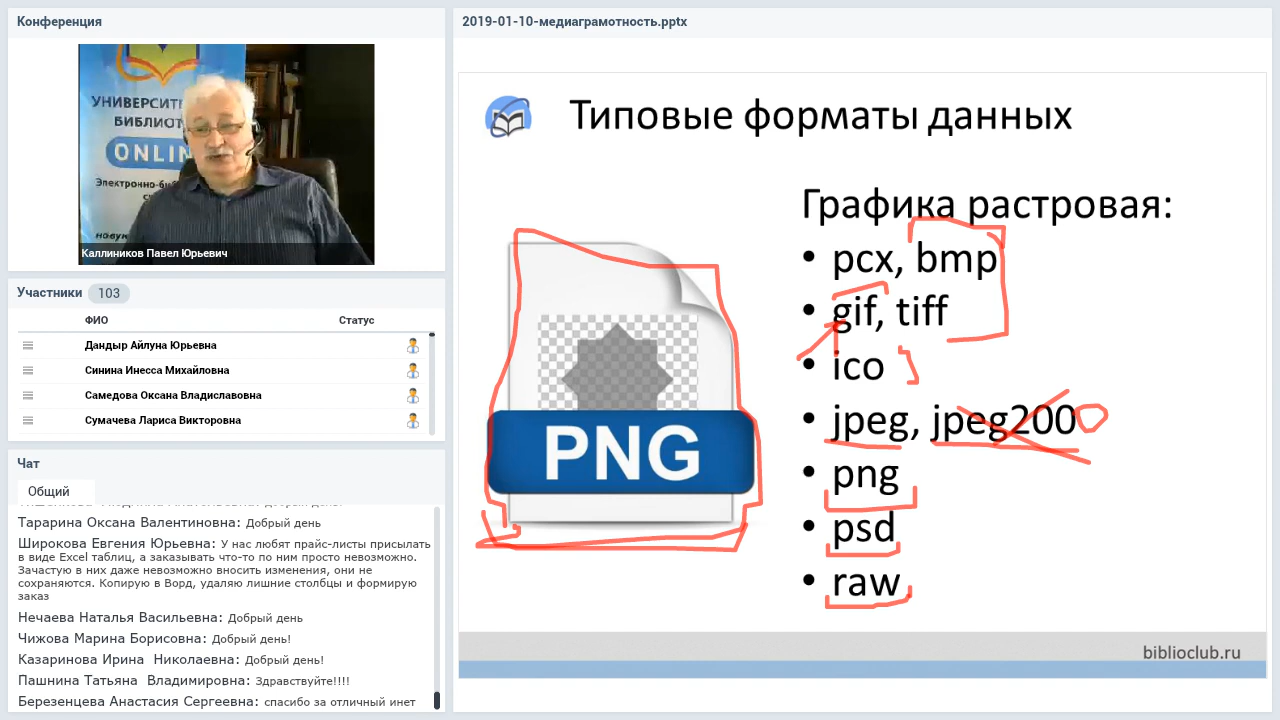 Конференция
УНИВЕРСИТ
БИБЛИОТ
ONLIN
Электронно-биб
Каллиников Павел Юрьевич
Участники 103
ФИО Статус
Дандыр Айлуна Юрьевна
Синина Инесса Михайловна
Самедова Оксана Владиславовна
Сумачева Лариса Викторовна
Чат
Общий
Тарарина Оксана Валентиновна: Добрый день
Широкова Евгения Юрьевна: У нас любят прайс-листы присылать
в виде Excel таблиц, а заказывать что-то по ним просто невозможно.
Зачастую в них даже невозможно вносить изменения, они не
сохраняются. Копирую в Ворд, удаляю лишние столбцы и формирую
заказ
Нечаева Наталья Васильевна: Добрый день
Чижова Марина Борисовна: Добрый день!
Казаринова Ирина Николаевна: Добрый день!
Пашнина Татьяна Владимировна: Здравствуйте!!!!
Березенцева Анастасия Сергеевна: спасибо за отличный инет
2019-01-10-медиаграмотность.pptx
Типовые форматы данных
PNG
Графика растровая:
• pcx, bmp
• gif, tiff
• ico
• jpeg, jpeg200
• png
• psd
• raw
biblioclub.ru